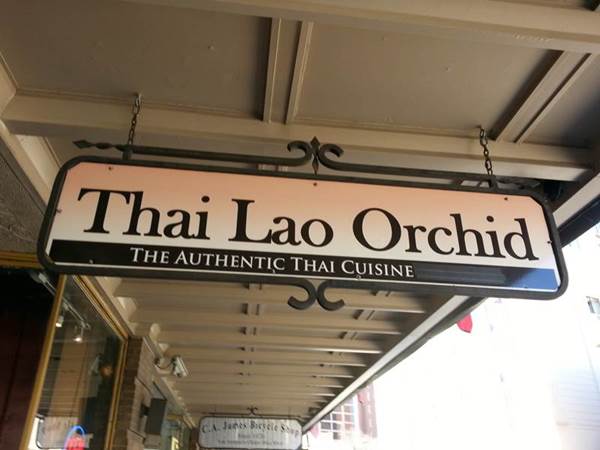 Thai Lao Orchid
THE AUTHENTIC THAI CUISINE
C.A. James Bicycle Shop